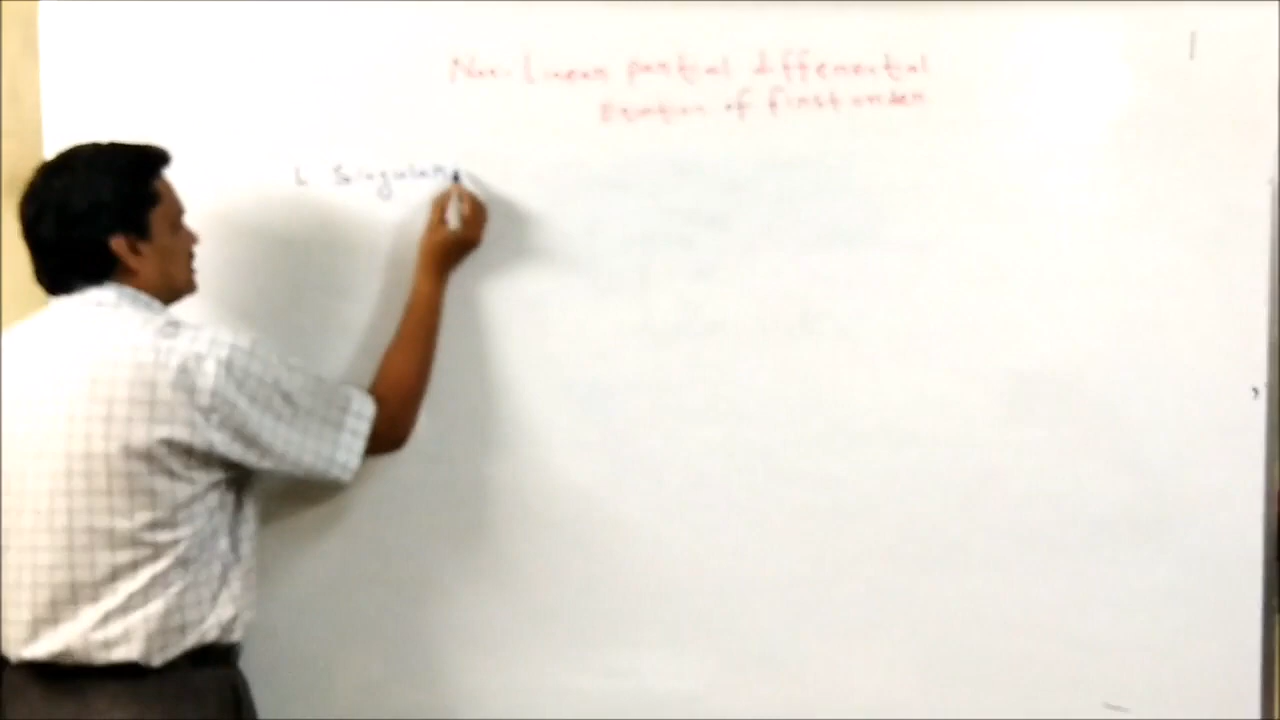 Non-Linear partial differential
Equation of first order
1. Singular